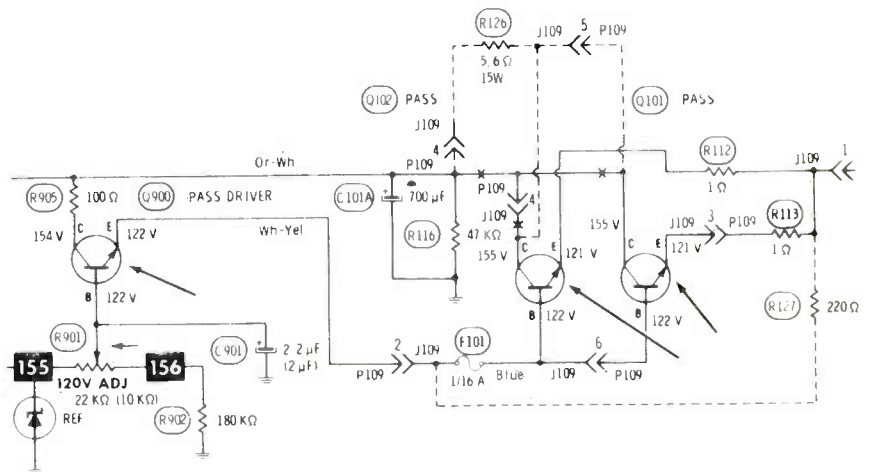 R126
J109 5 P109
5.6 Ω
15W
Q102 PASS
Q101 PASS
J109
4
P109
Or-Wh
R112
1 Ω
J109 1
R905
100 Ω
Q900
PASS DRIVER
C101A
+
700 µF
P109
4
J109
Wh-Yel
R116
47 KΩ
154 V
C E
122 V
155 V
C E
121 V
155 V
C E
121 V
J109 3 P109
R113
1 Ω
B
122 V
B
122 V
B
122 V
R127
220 Ω
R901
C901
+
2.2 µF
(2 µF)
2
J109
P109
F101
1/16 A
Blue
6
J109
P109
155
156
120V ADJ
22 KΩ (10 KΩ)
REF
R902
180 KΩ